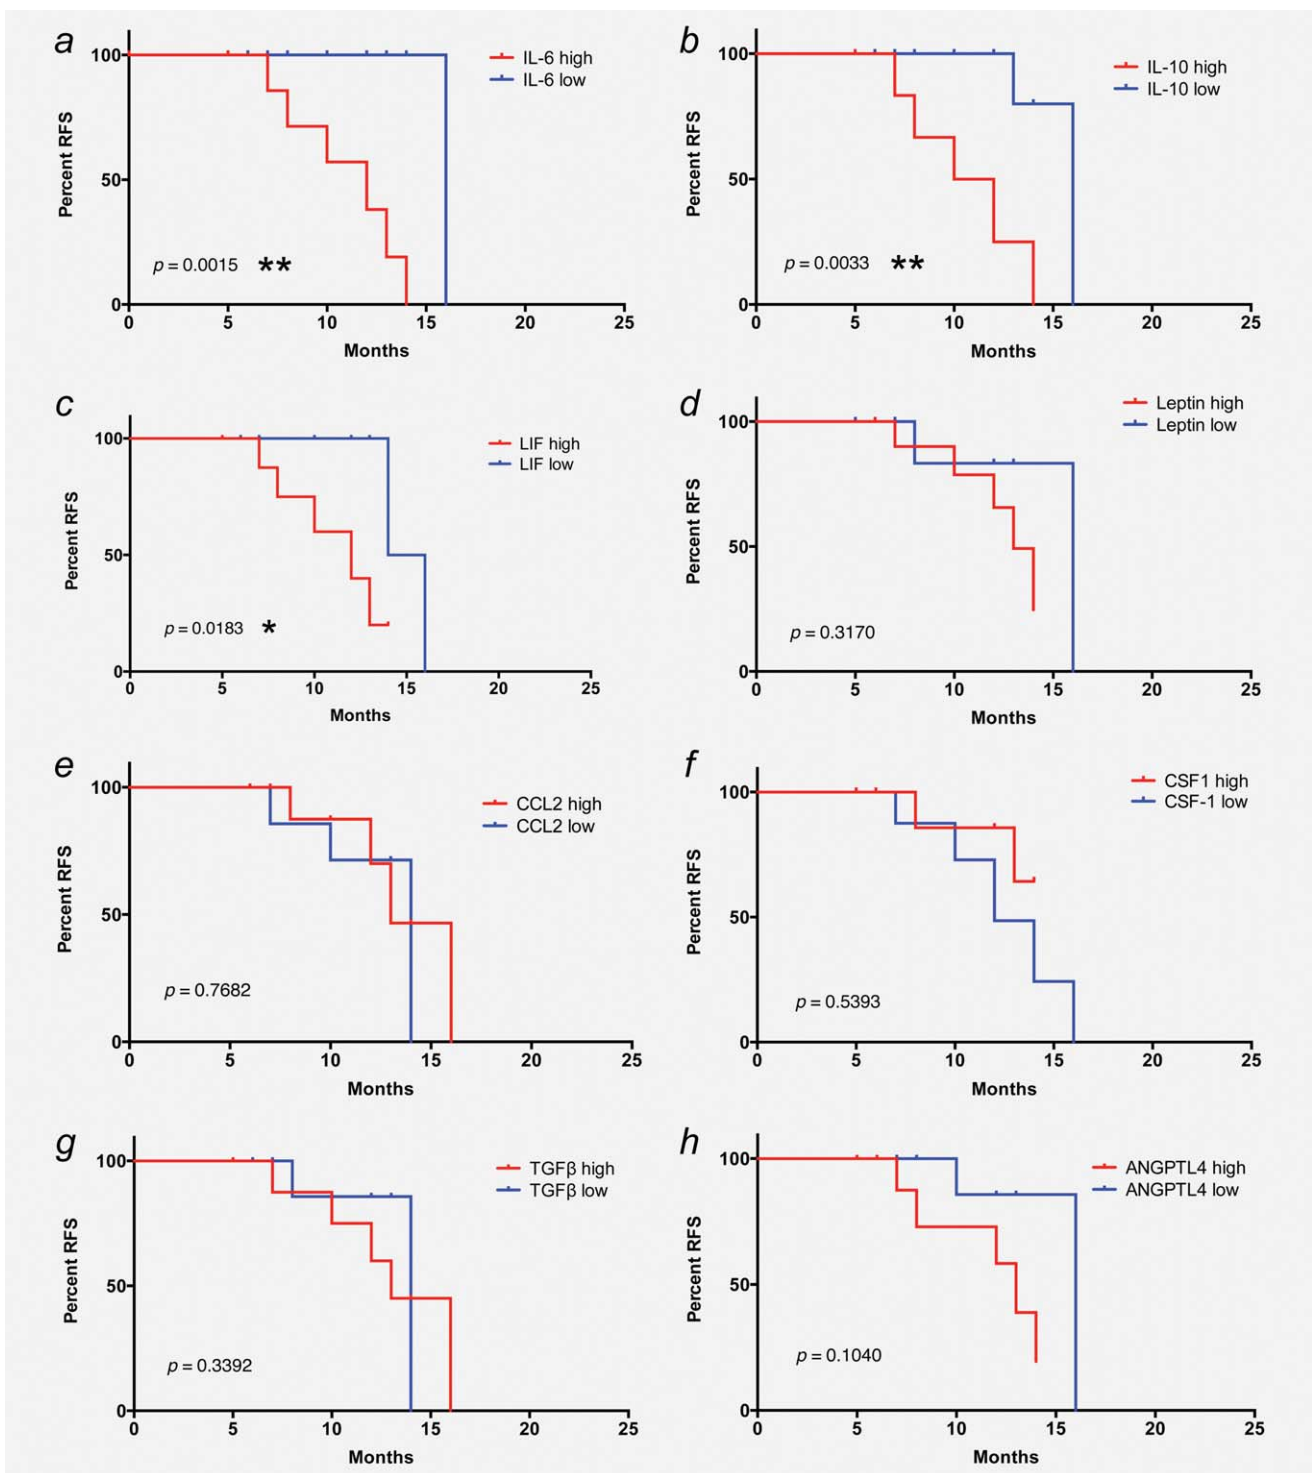 a
IL-6 high
IL-6 low
100
50
0
Percent RFS
p = 0.0015 **
0 5 10 15 20 25
Months
b
IL-10 high
IL-10 low
100
50
0
Percent RFS
p = 0.0033 **
0 5 10 15 20 25
Months
c
LIF high
LIF low
100
50
0
Percent RFS
p = 0.0183 *
0 5 10 15 20 25
Months
d
Leptin high
Leptin low
100
50
0
Percent RFS
p = 0.3170
0 5 10 15 20 25
Months
e
CCL2 high
CCL2 low
100
50
0
Percent RFS
p = 0.7682
0 5 10 15 20 25
Months
f
CSF1 high
CSF-1 low
100
50
0
Percent RFS
p = 0.5393
0 5 10 15 20 25
Months
g
TGFβ high
TGFβ low
100
50
0
Percent RFS
p = 0.3392
0 5 10 15 20 25
Months
h
ANGPTL4 high
ANGPTL4 low
100
50
0
Percent RFS
p = 0.1040
0 5 10 15 20 25
Months